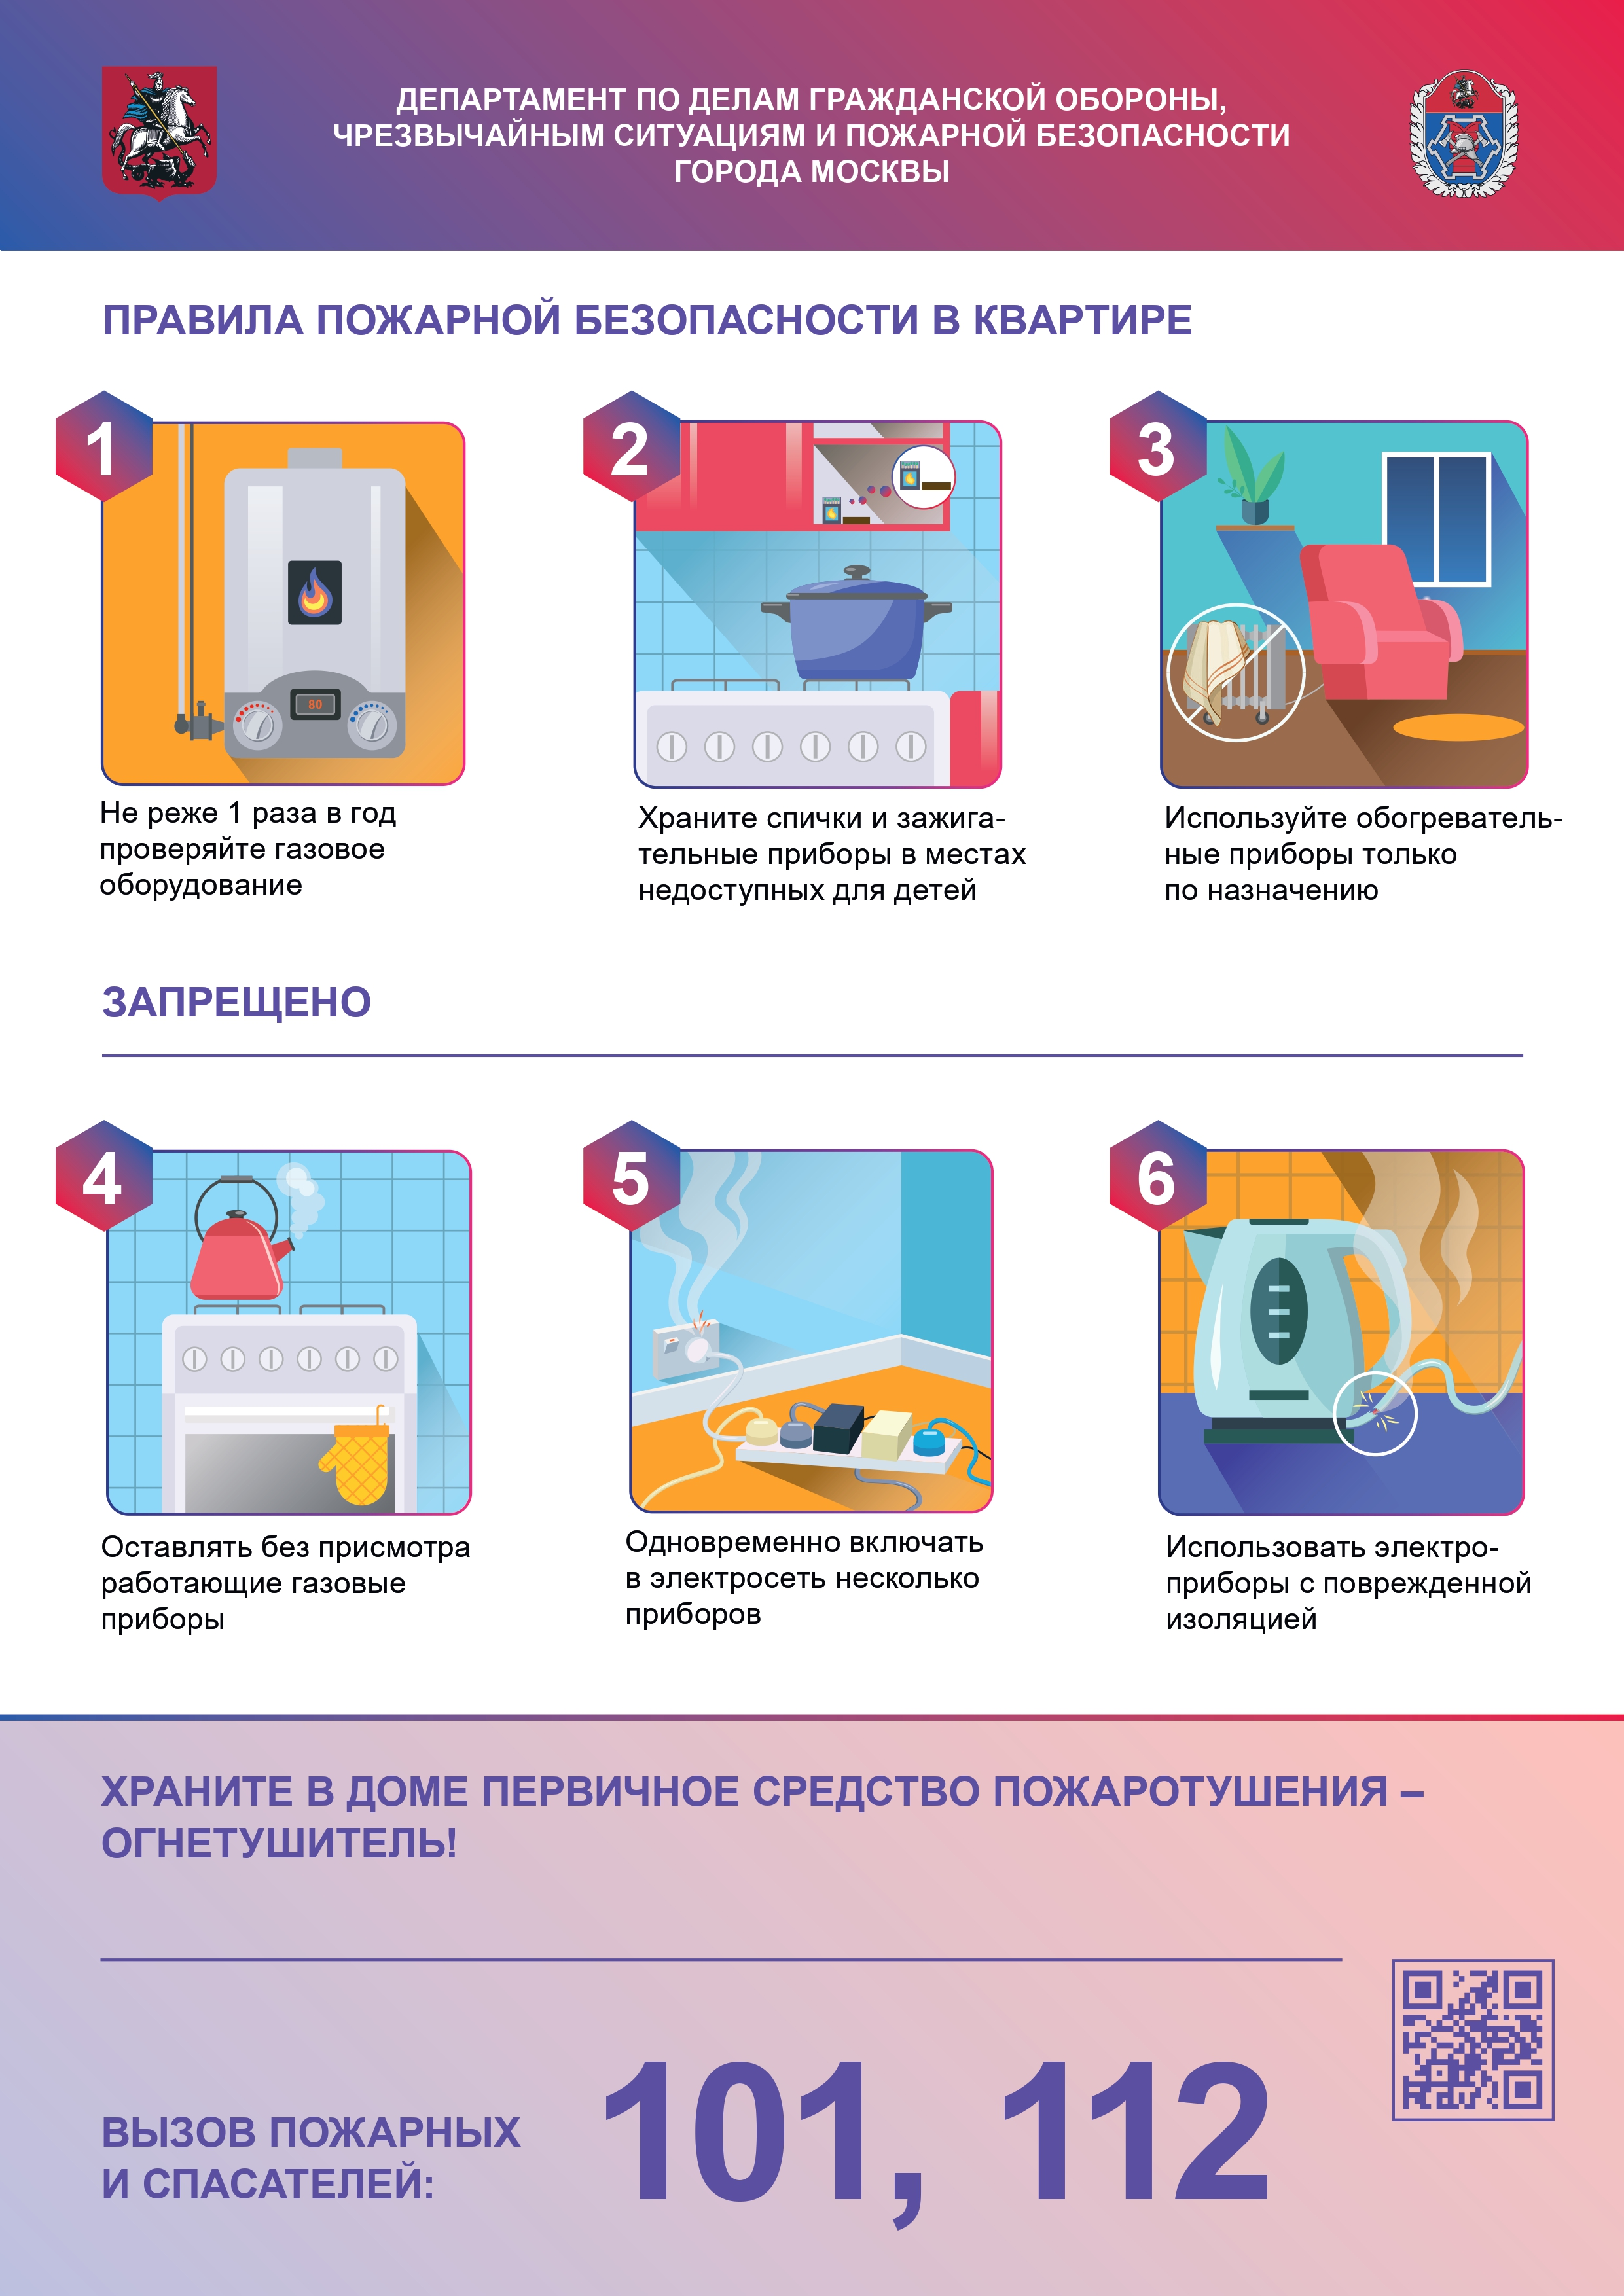 ДЕПАРТАМЕНТ ПО ДЕЛАМ ГРАЖДАНСКОЙ ОБОРОНЫ,
ЧРЕЗВЫЧАЙНЫМ СИТУАЦИЯМ И ПОЖАРНОЙ БЕЗОПАСНОСТИ
ГОРОДА МОСКВЫ
ПРАВИЛА ПОЖАРНОЙ БЕЗОПАСНОСТИ В КВАРТИРЕ
1
80
Не реже 1 раза в год
проверяйте газовое
оборудование
2
Храните спички и зажига-
тельные приборы в местах
недоступных для детей
3
Используйте обогреватель-
ные приборы только
по назначению
ЗАПРЕЩЕНО
4
Оставлять без присмотра
работающие газовые
приборы
5
Одновременно включать
в электросеть несколько
приборов
6
Использовать электро-
приборы с поврежденной
изоляцией
ХРАНИТЕ В ДОМЕ ПЕРВИЧНОЕ СРЕДСТВО ПОЖАРОТУШЕНИЯ –
ОГНЕТУШИТЕЛЬ!
ВЫЗОВ ПОЖАРНЫХ
И СПАСАТЕЛЕЙ:
101, 112